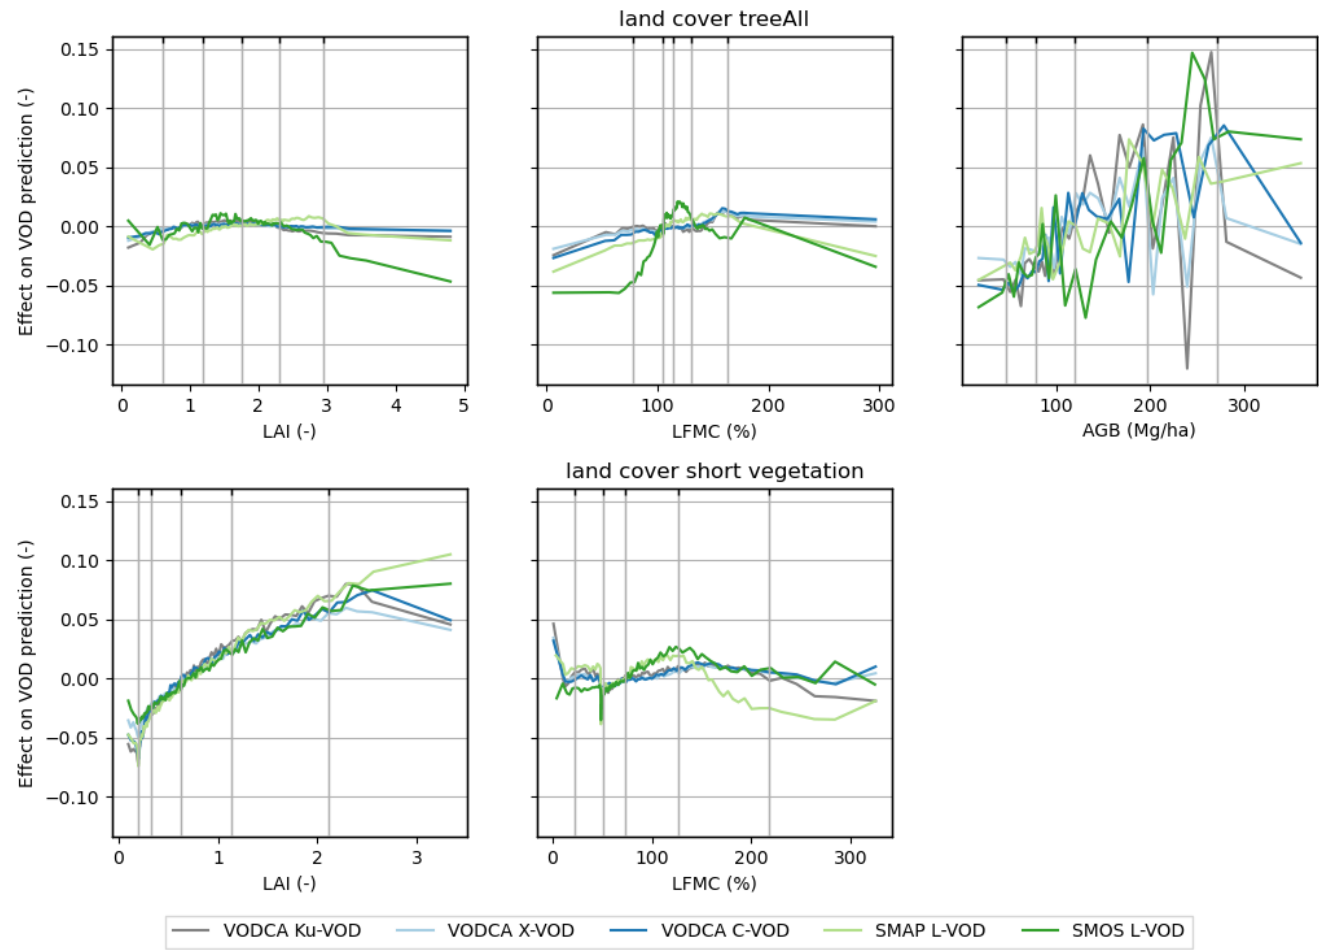 land cover treeAll
Effect on VOD prediction (-)
0.15
0.10
0.05
0.00
−0.05
−0.10
0 1 2 3 4 5
LAI (-)
0 100 200 300
LFMC (%)
100 200 300
AGB (Mg/ha)
land cover short vegetation
Effect on VOD prediction (-)
0.15
0.10
0.05
0.00
−0.05
−0.10
0 1 2 3
LAI (-)
0 100 200 300
LFMC (%)
VODCA Ku-VOD VODCA X-VOD VODCA C-VOD SMAP L-VOD SMOS L-VOD